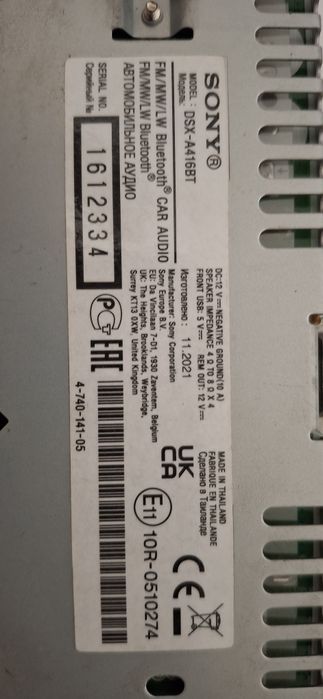 SONY®
MODEL : DSX-A416BT
Модель:
FM/MW/LW Bluetooth® CAR AUDIO
FM/MW/LW Bluetooth®
АВТОМОБИЛЬНОЕ АУДИО
SERIAL NO.
Серийный №
1612334
DC⎓12 V NEGATIVE GROUND(10 A)
SPEAKER IMPEDANCE 4 Ω TO 8 Ω X 4
FRONT USB: 5 V⎓ REM OUT: 12 V⎓
Изготовлено : 11.2021
Manufacturer: Sony Corporation
Sony Europe B.V.
EU: Da Vincilaan 7-D1, 1930 Zaventem, Belgium
UK: The Heights, Brooklands, Weybridge,
Surrey KT13 0XW, United Kingdom
EAC
4-740-141-05
MADE IN THAILAND
FABRIQUÉ EN THAÏLANDE
Сделано в Таиланде
UK
CA
CE
E11 10R-0510274